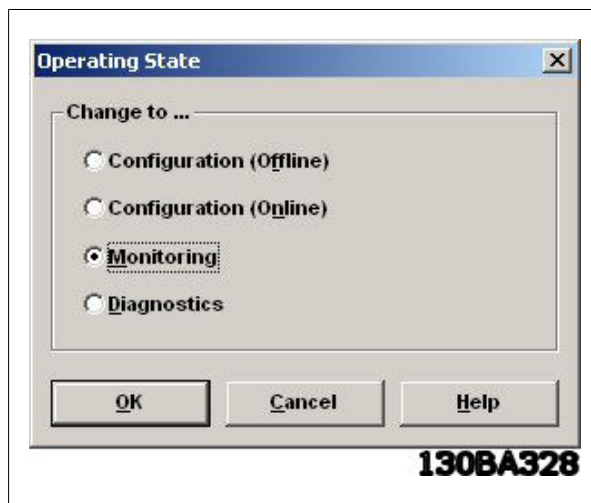 Operating State
Change to ...
Configuration (Offline)
Configuration (Online)
Monitoring
Diagnostics
OK Cancel Help
130BA328